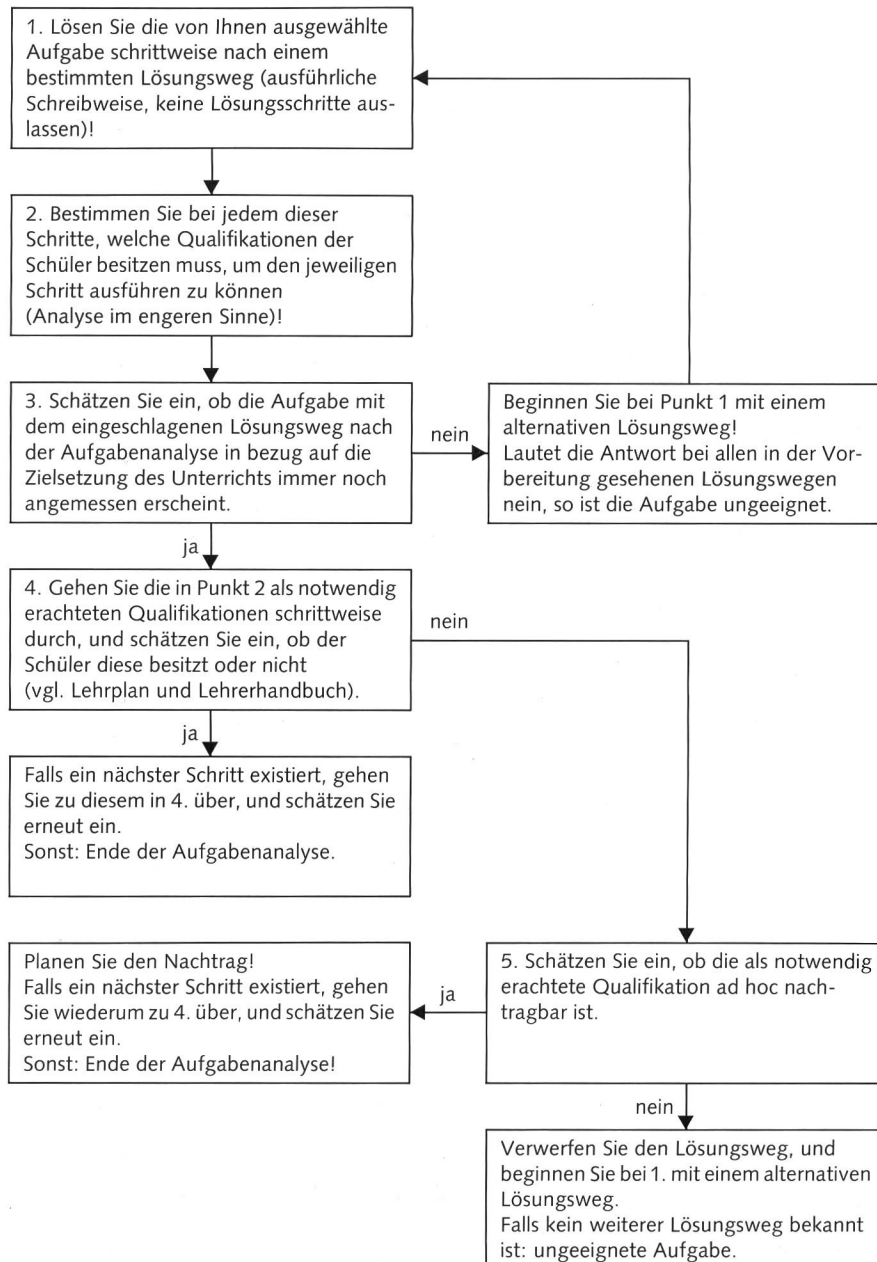 1. Lösen Sie die von Ihnen ausgewählte
Aufgabe schrittweise nach einem
bestimmten Lösungsweg (ausführliche
Schreibweise, keine Lösungsschritte aus-
lassen)!
2. Bestimmen Sie bei jedem dieser
Schritte, welche Qualifikationen der
Schüler besitzen muss, um den jeweiligen
Schritt ausführen zu können
(Analyse im engeren Sinne)!
3. Schätzen Sie ein, ob die Aufgabe mit
dem eingeschlagenen Lösungsweg nach
der Aufgabenanalyse in bezug auf die
Zielsetzung des Unterrichts immer noch
angemessen erscheint.
nein
Beginnen Sie bei Punkt 1 mit einem
alternativen Lösungsweg!
Lautet die Antwort bei allen in der Vor-
bereitung gesehenen Lösungswegen
nein, so ist die Aufgabe ungeeignet.
ja
4. Gehen Sie die in Punkt 2 als notwendig
erachteten Qualifikationen schrittweise
durch, und schätzen Sie ein, ob der
Schüler diese besitzt oder nicht
(vgl. Lehrplan und Lehrerhandbuch).
nein
ja
Falls ein nächster Schritt existiert, gehen
Sie zu diesem in 4. über, und schätzen Sie
erneut ein.
Sonst: Ende der Aufgabenanalyse.
5. Schätzen Sie ein, ob die als notwendig
erachtete Qualifikation ad hoc nach-
tragbar ist.
ja
Planen Sie den Nachtrag!
Falls ein nächster Schritt existiert, gehen
Sie wiederum zu 4. über, und schätzen Sie
erneut ein.
Sonst: Ende der Aufgabenanalyse!
nein
Verwerfen Sie den Lösungsweg, und
beginnen Sie bei 1. mit einem alternativen
Lösungsweg.
Falls kein weiterer Lösungsweg bekannt
ist: ungeeignete Aufgabe.